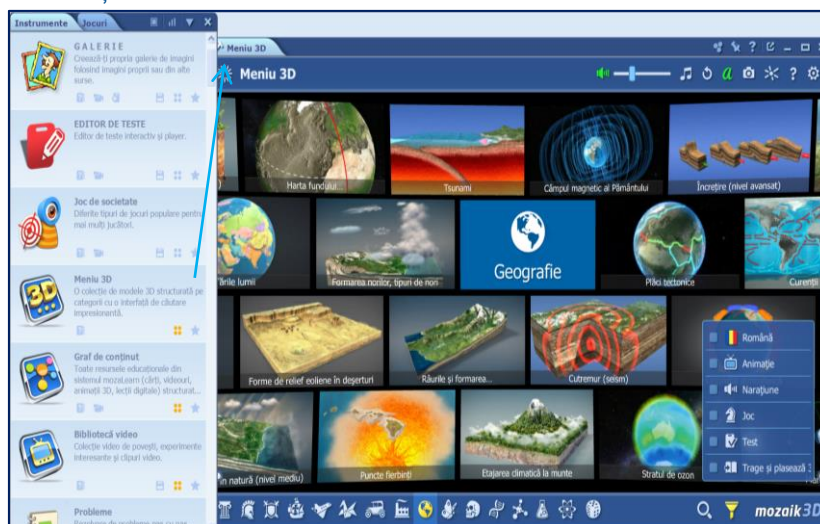 Instrumente
Jocuri
GALERIE
Creează-ți propria galerie de imagini
folosind imagini proprii sau din alte
surse.
EDITOR DE TESTE
Editor de teste interactiv și player.
Joc de societate
Diferite tipuri de jocuri populare pentru
mai mulți jucători.
Meniu 3D
O colecție de modele 3D structurată pe
categorii cu o interfață de căutare
impresionantă.
Graf de conținut
Toate resursele educaționale din
sistemul mozaLearn (cărți, videouri,
animații 3D, lecții digitale) structurat...
Bibliotecă video
Colecție video de povești, experimente
interesante și clipuri video.
Probleme
Meniu 3D
Meniu 3D
Harta fundului
Tsunami
Câmpul magnetic al Pământului
Încrețire (nivel avansat)
ările lumii
Formarea norilor, tipuri de nori
Geografie
Plăci tectonice
Curenți
Forme de relief eoliene în deșerturi
Râurile și formarea...
Cutremur (seism)
în natură (nivel mediu)
Puncte fierbinți
Etajarea climatică la munte
Stratul de ozon
Română
Animație
Narațiune
Joc
Test
Trage și plasează
mozaik3D